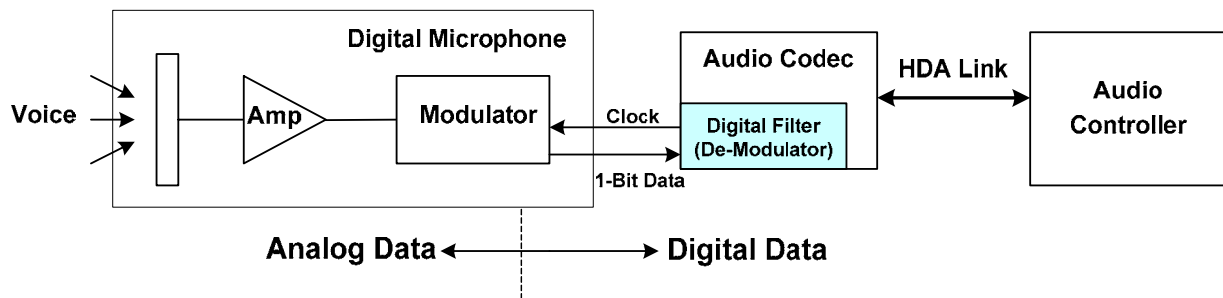 Digital Microphone
Voice
Amp
Modulator
Clock
1-Bit Data
Audio Codec
Digital Filter
(De-Modulator)
HDA Link
Audio
Controller
Analog Data
Digital Data